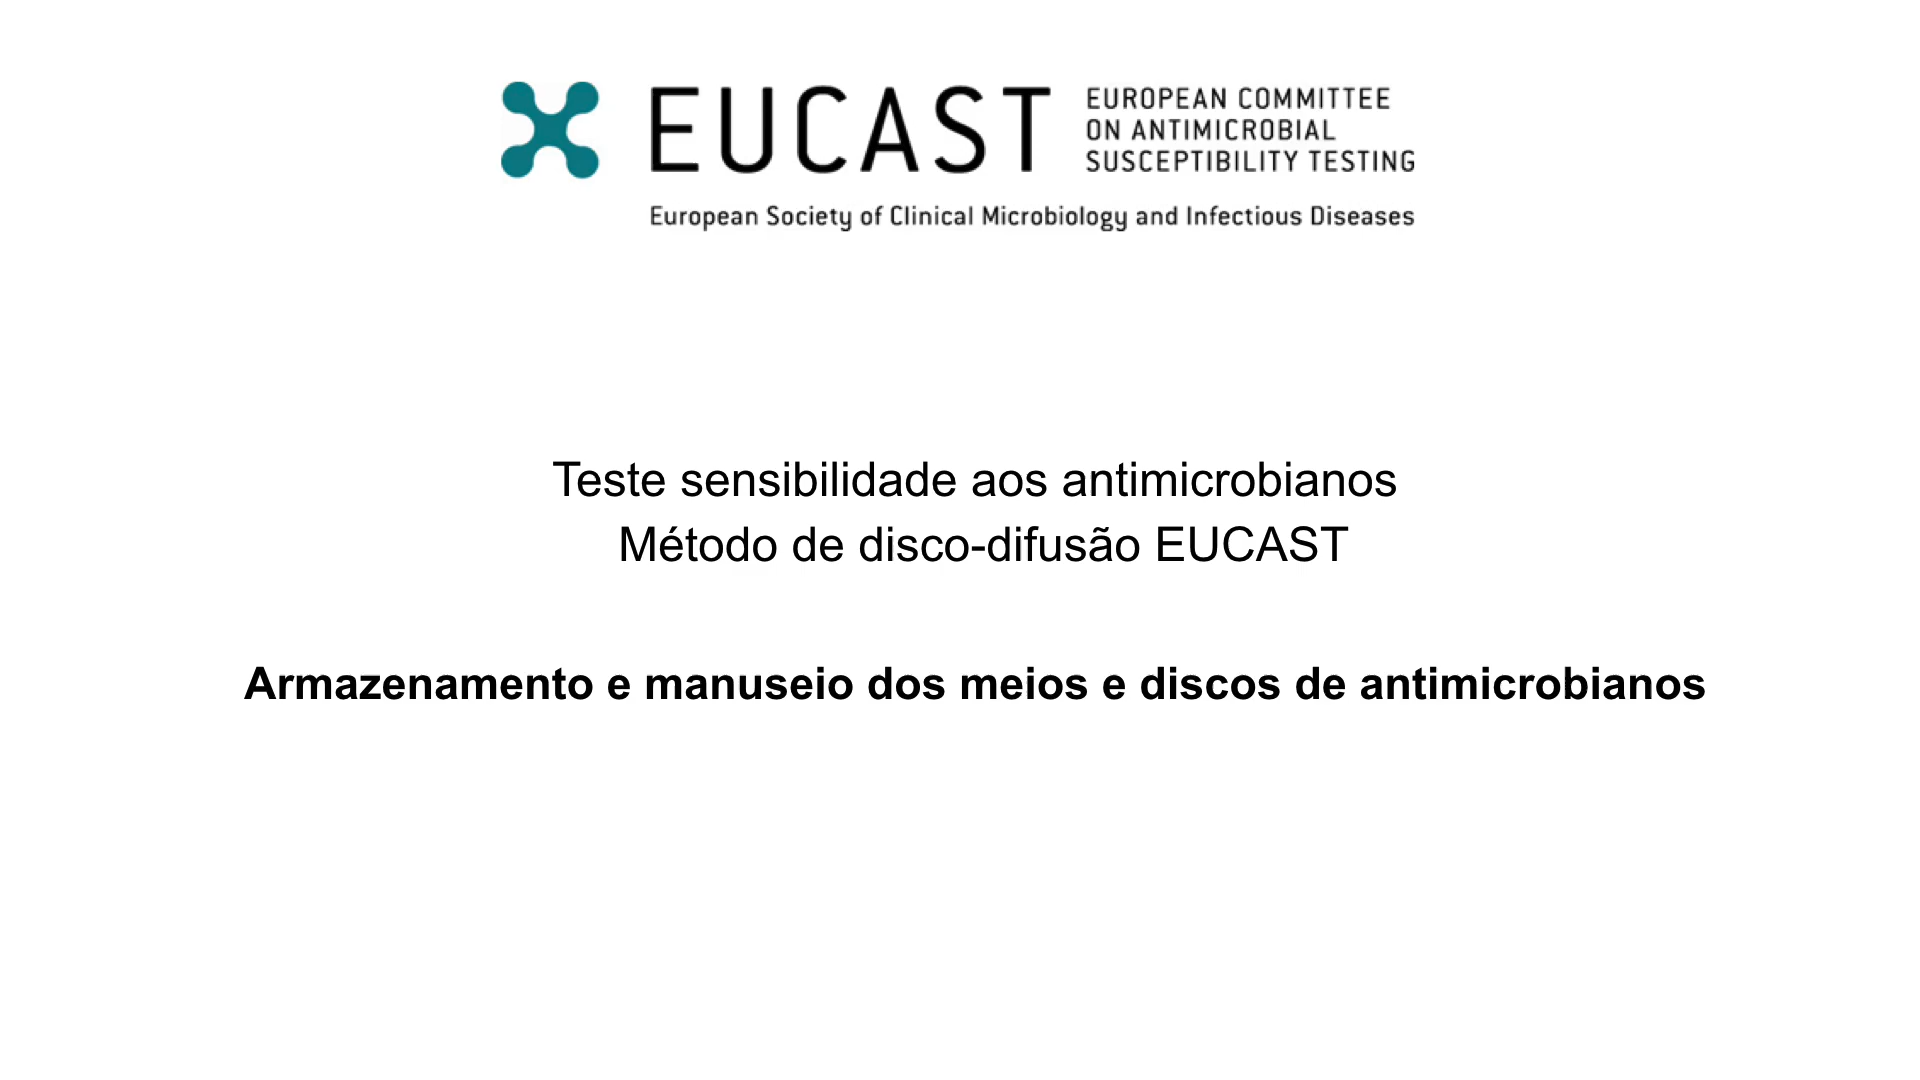 EUCAST
EUROPEAN COMMITTEE
ON ANTIMICROBIAL
SUSCEPTIBILITY TESTING
European Society of Clinical Microbiology and Infectious Diseases
Teste sensibilidade aos antimicrobianos
Método de disco-difusão EUCAST
Armazenamento e manuseio dos meios e discos de antimicrobianos